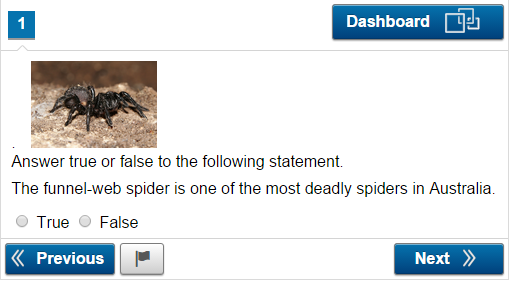 1
Dashboard
Answer true or false to the following statement.
The funnel-web spider is one of the most deadly spiders in Australia.
True False
Previous Next